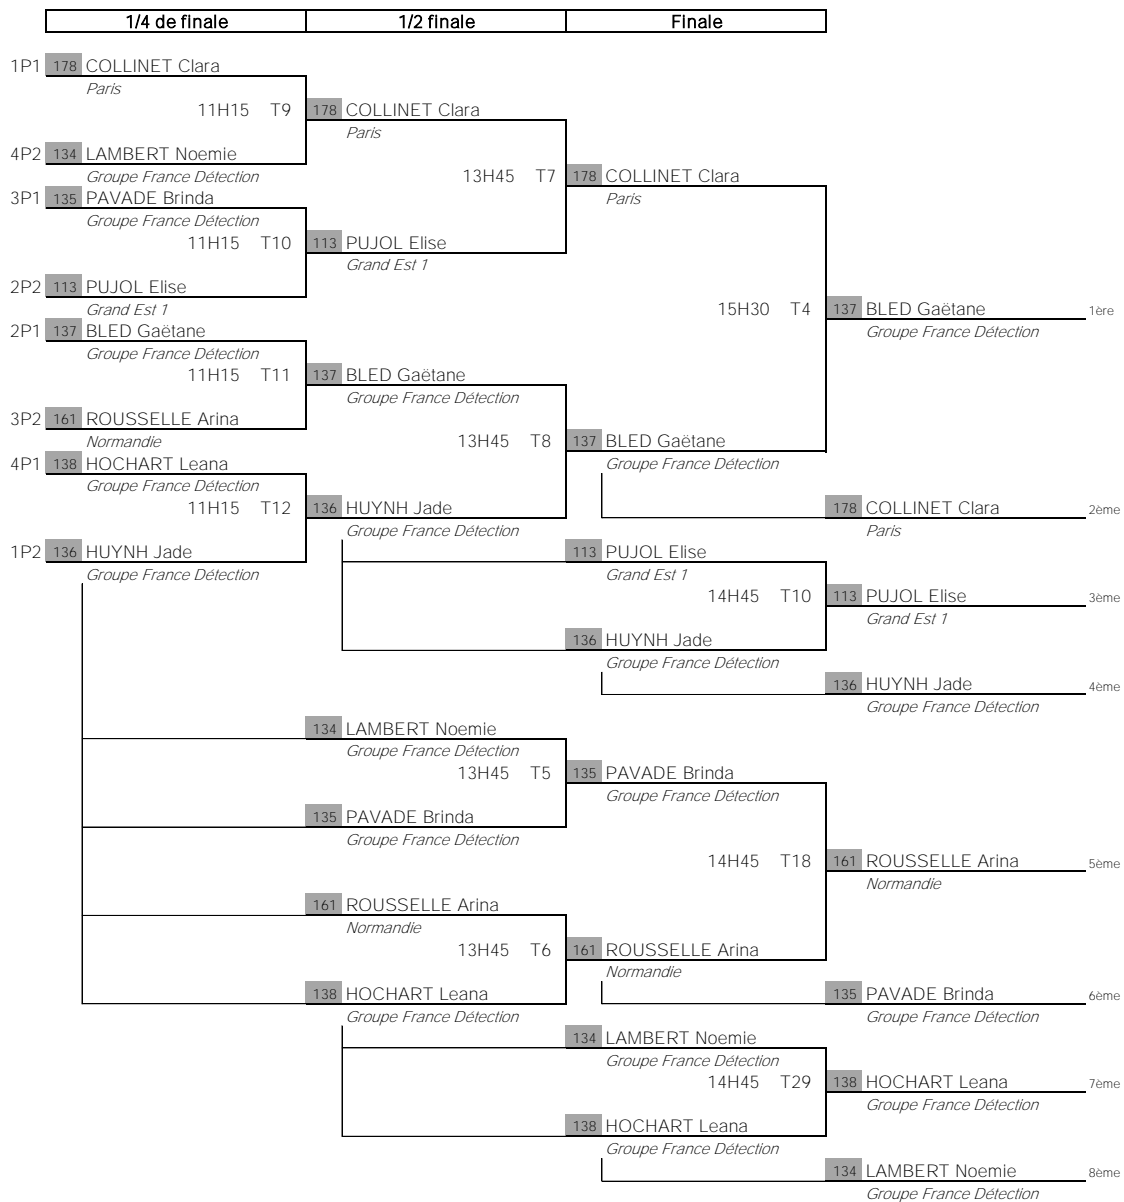 1/4 de finale 1/2 finale Finale
1P1 178 COLLINET Clara
Paris
11H15 T9 178 COLLINET Clara
Paris
4P2 134 LAMBERT Noemie
Groupe France Détection 13H45 T7 178 COLLINET Clara
3P1 135 PAVADE Brinda Paris
Groupe France Détection
11H15 T10 113 PUJOL Elise
Grand Est 1
2P2 113 PUJOL Elise
Grand Est 1 15H30 T4 137 BLED Gaëtane 1ère
2P1 137 BLED Gaëtane Groupe France Détection
Groupe France Détection
11H15 T11 137 BLED Gaëtane
Groupe France Détection
3P2 161 ROUSSELLE Arina
Normandie 13H45 T8 137 BLED Gaëtane
4P1 138 HOCHART Leana Groupe France Détection
Groupe France Détection
11H15 T12 136 HUYNH Jade 178 COLLINET Clara 2ème
Groupe France Détection Paris
1P2 136 HUYNH Jade 113 PUJOL Elise
Groupe France Détection Grand Est 1
14H45 T10 113 PUJOL Elise 3ème
Grand Est 1
136 HUYNH Jade
Groupe France Détection
136 HUYNH Jade 4ème
Groupe France Détection
134 LAMBERT Noemie
Groupe France Détection
13H45 T5 135 PAVADE Brinda
Groupe France Détection
135 PAVADE Brinda
Groupe France Détection
14H45 T18 161 ROUSSELLE Arina 5ème
Normandie
161 ROUSSELLE Arina
Normandie
13H45 T6 161 ROUSSELLE Arina
Normandie
138 HOCHART Leana 135 PAVADE Brinda 6ème
Groupe France Détection Groupe France Détection
134 LAMBERT Noemie
Groupe France Détection
14H45 T29 138 HOCHART Leana 7ème
Groupe France Détection
138 HOCHART Leana
Groupe France Détection
134 LAMBERT Noemie 8ème
Groupe France Détection